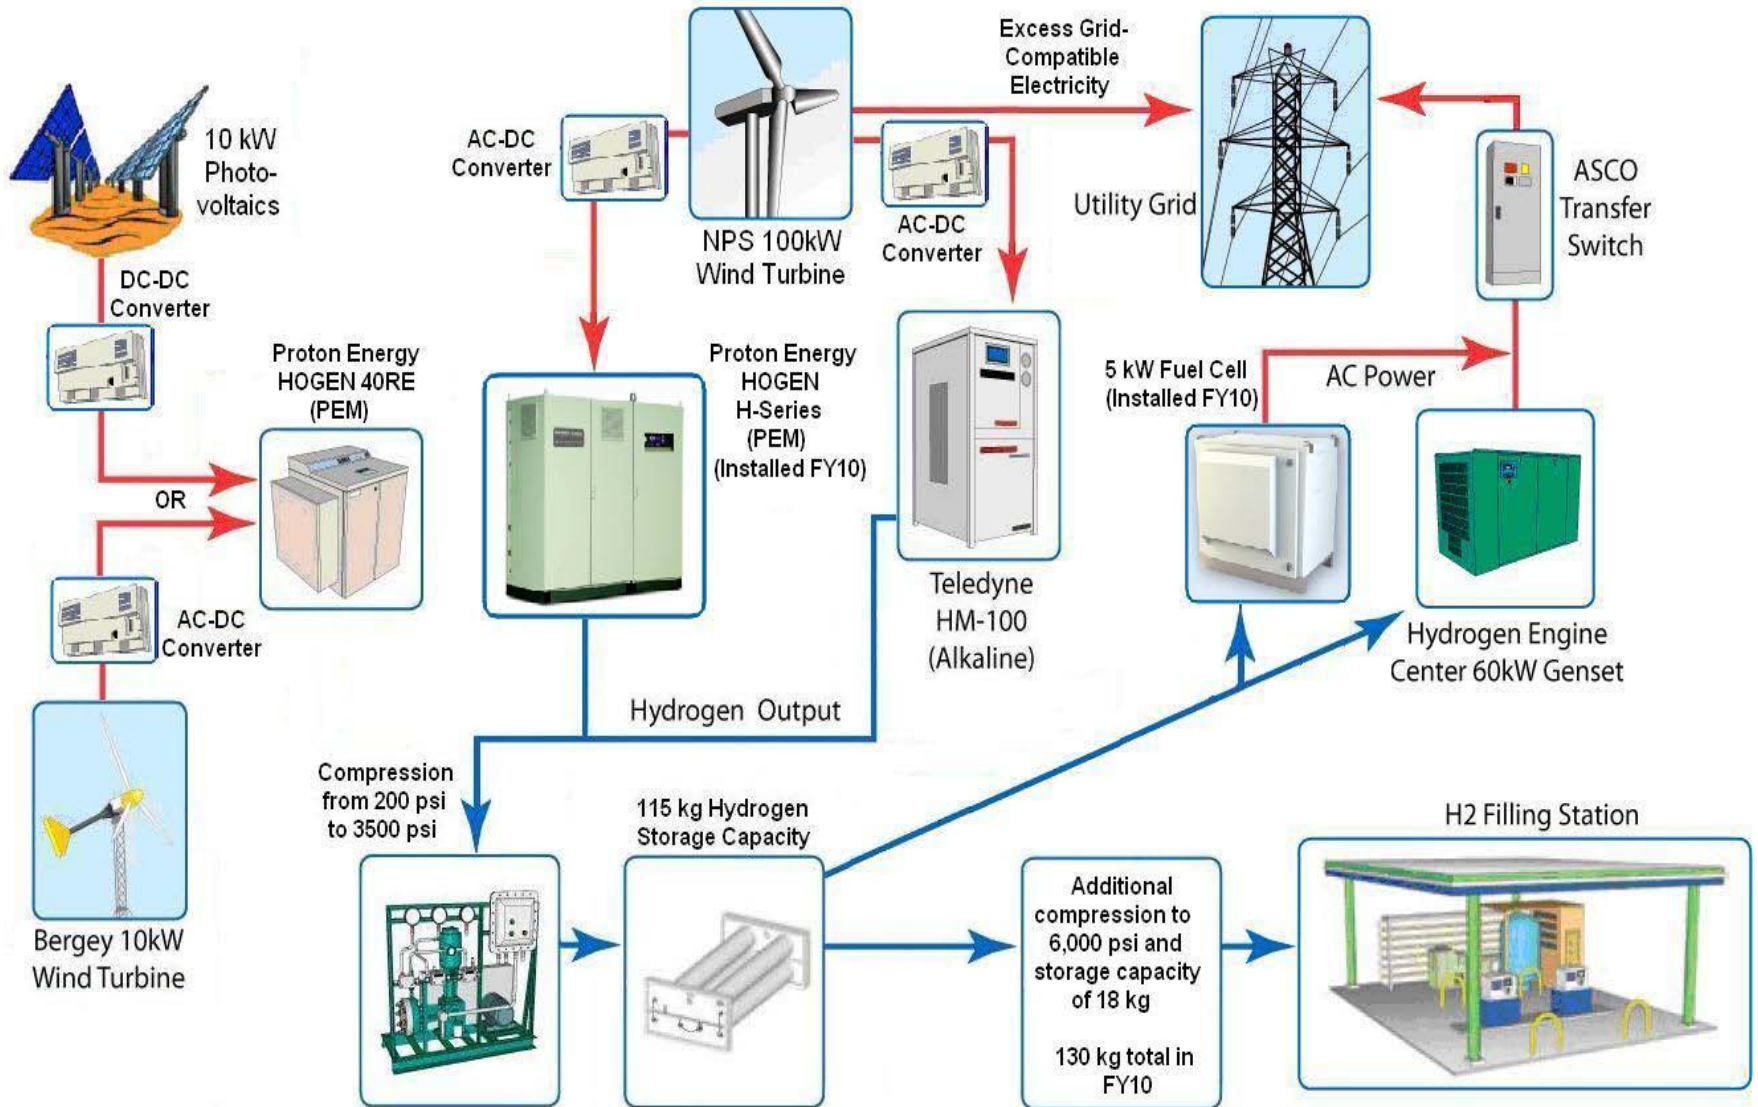 Excess Grid-
Compatible
Electricity
10 kW
Photo-
voltaics
AC-DC
Converter
NPS 100kW
Wind Turbine
AC-DC
Converter
Utility Grid
ASCO
Transfer
Switch
DC-DC
Converter
Proton Energy
HOGEN 40RE
(PEM)
OR
Proton Energy
HOGEN
H-Series
(PEM)
(Installed FY10)
5 kW Fuel Cell
(Installed FY10)
AC Power
AC-DC
Converter
Teledyne
HM-100
(Alkaline)
Hydrogen Engine
Center 60kW Genset
Hydrogen Output
Bergey 10kW
Wind Turbine
Compression
from 200 psi
to 3500 psi
115 kg Hydrogen
Storage Capacity
Additional
compression to
6,000 psi and
storage capacity
of 18 kg
130 kg total in
FY10
H2 Filling Station